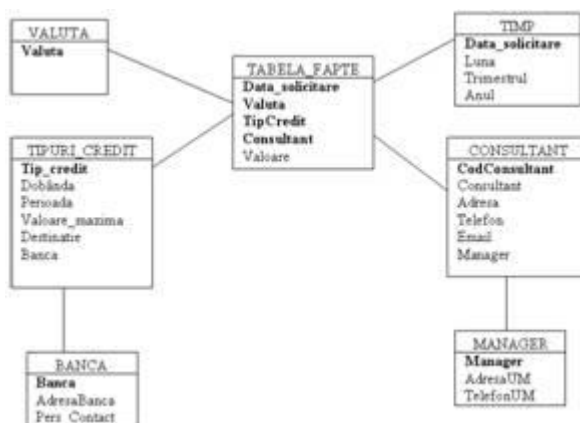 VALUTA
Valuta
TABELA_FAPTE
Data_solicitare
Valuta
TipCredit
Consultant
Valoare
TIMP
Data_solicitare
Luna
Trimestrul
Anul
TIPURI_CREDIT
Tip_credit
Dobânda
Perioada
Valoare_maxima
Destinatie
Banca
CONSULTANT
CodConsultant
Consultant
Adresa
Telefon
Email
Manager
BANCA
Banca
AdresaBanca
Pers_Contact
MANAGER
Manager
AdresaUM
TelefonUM